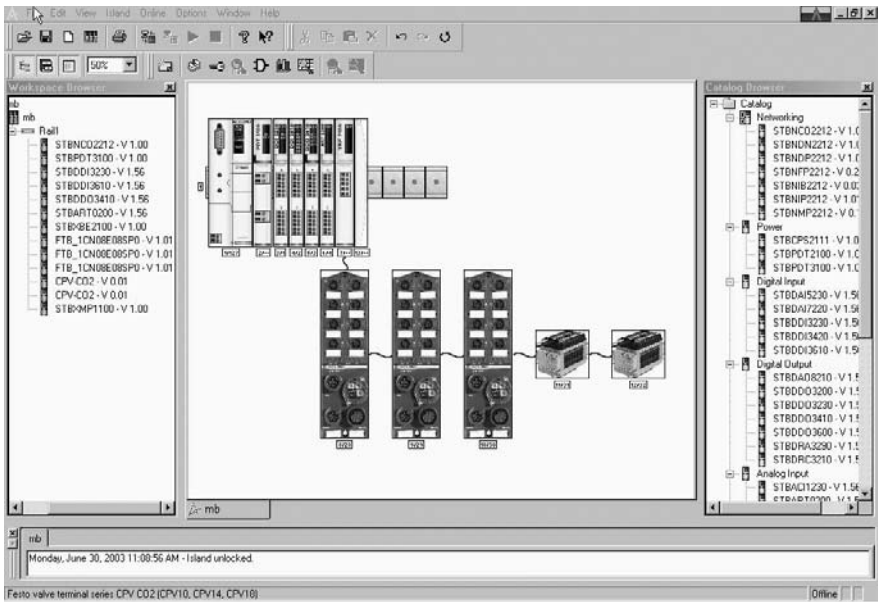 File Edit View Island Online Options Window Help
50%
Workspace Browser
mb
mb
Rail1
STBNCO2212 - V 1.00
STBPDT3100 - V 1.00
STBDDI3230 - V 1.56
STBDDI3610 - V 1.56
STBDDO3410 - V 1.56
STBART0200 - V 1.56
STBXBE2100 - V 1.00
FTB_1CN08E08SP0 - V 1.01
FTB_1CN08E08SP0 - V 1.01
FTB_1CN08E08SP0 - V 1.01
CPV-CO2 - V 0.01
CPV-CO2 - V 0.01
STBXMP1100 - V 1.00
mb
Catalog Browser
Catalog
Networking
STBNCO2212 - V 1.0
STBNDN2212 - V 1.
STBNDP2212 - V 1.
STBNFP2212 - V 0.2
STBNIB2212 - V 0.0
STBNIP2212 - V 1.0
STBNMP2212 - V 0.
Power
STBCPS2111 - V 1.0
STBPDT2100 - V 1.
STBPDT3100 - V 1.
Digital Input
STBDAI5230 - V 1.5
STBDAI7220 - V 1.5
STBDDI3230 - V 1.5
STBDDI3420 - V 1.5
STBDDI3610 - V 1.5
Digital Output
STBDAO8210 - V 1.5
STBDDO3200 - V 1.5
STBDDO3230 - V 1.5
STBDDO3410 - V 1.5
STBDDO3600 - V 1.5
STBDRA3290 - V 1.5
STBDRC3210 - V 1.5
Analog Input
STBACI1230 - V 1.56
mb
Monday, June 30, 2003 11:08:56 AM - Island unlocked.
Festo valve terminal series CPV CO2 (CPV10, CPV14, CPV18)
Offline